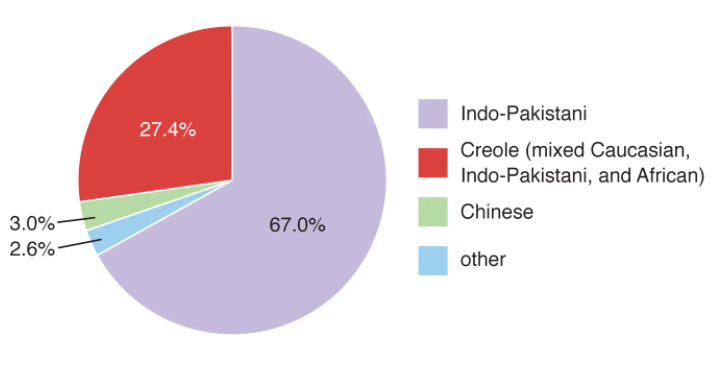 27.4%
3.0%
2.6%
67.0%
Indo-Pakistani
Creole (mixed Caucasian,
Indo-Pakistani, and African)
Chinese
other